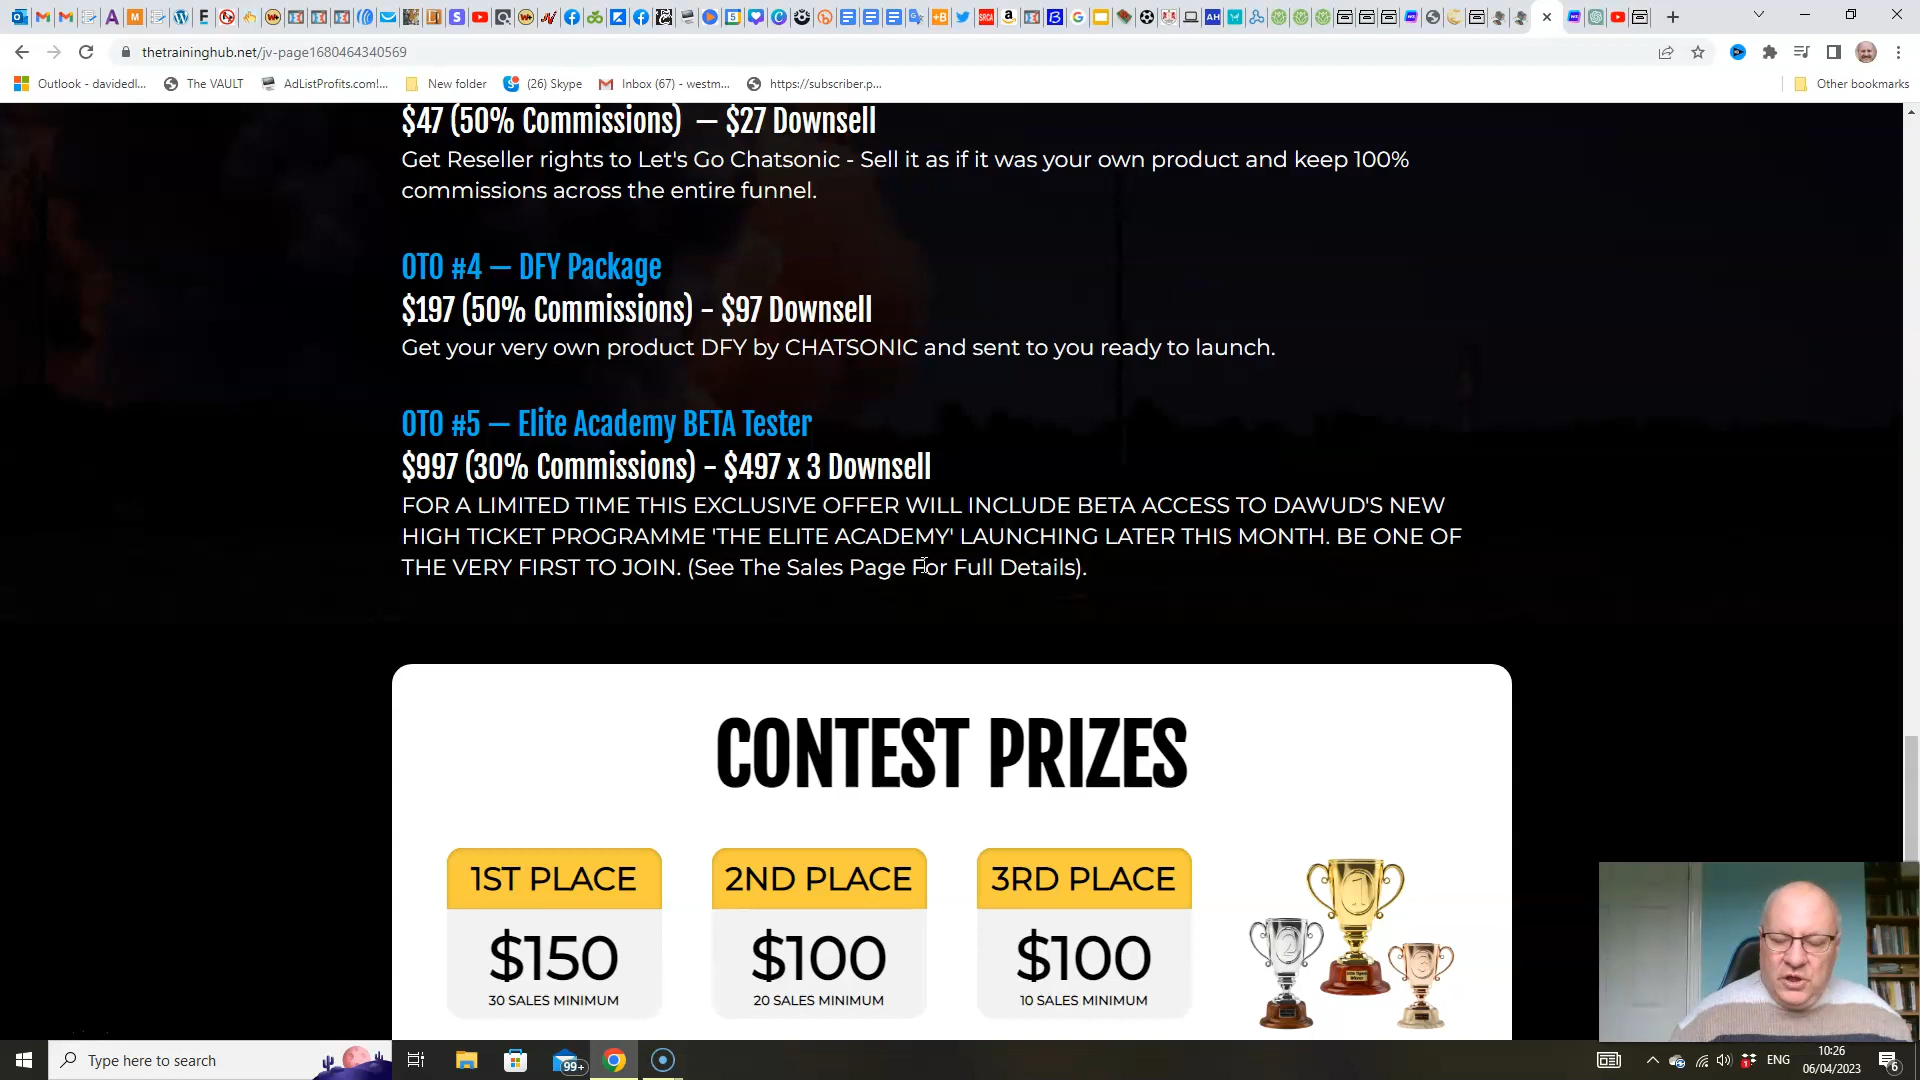 thetraininghub.net/jv-page1680464340569
Outlook - davidedl...
The VAULT
AdListProfits.com!...
New folder
(26) Skype
Inbox (67) - westm...
https://subscriber.p...
Other bookmarks
$47 (50% Commissions) — $27 Downsell
Get Reseller rights to Let's Go Chatsonic - Sell it as if it was your own product and keep 100%
commissions across the entire funnel.
OTO #4 — DFY Package
$197 (50% Commissions) - $97 Downsell
Get your very own product DFY by CHATSONIC and sent to you ready to launch.
OTO #5 — Elite Academy BETA Tester
$997 (30% Commissions) - $497 x 3 Downsell
FOR A LIMITED TIME THIS EXCLUSIVE OFFER WILL INCLUDE BETA ACCESS TO DAWUD'S NEW
HIGH TICKET PROGRAMME 'THE ELITE ACADEMY' LAUNCHING LATER THIS MONTH. BE ONE OF
THE VERY FIRST TO JOIN. (See The Sales Page For Full Details).
CONTEST PRIZES
1ST PLACE
$150
30 SALES MINIMUM
2ND PLACE
$100
20 SALES MINIMUM
3RD PLACE
$100
10 SALES MINIMUM
1
2
3
Type here to search
99+
ENG
10:26
06/04/2023
6